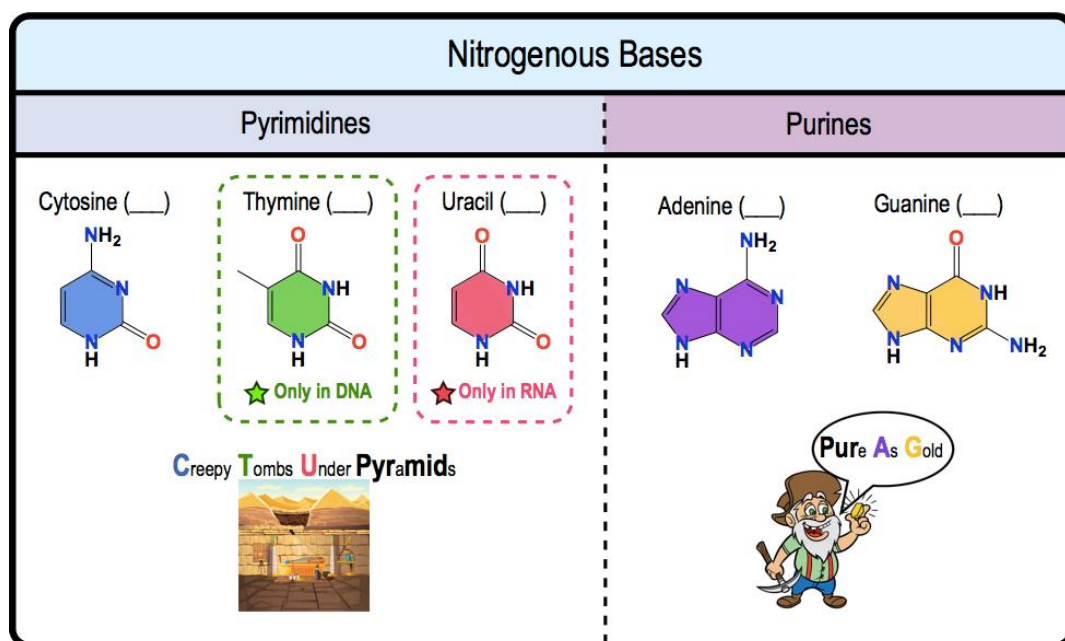 Nitrogenous Bases
Pyrimidines
Purines
Cytosine (___)
Thymine (___)
Uracil (___)
Adenine (___)
Guanine (___)
NH₂
N
N
H
O
O
NH
N
H
O
O
NH
N
H
O
NH₂
N
N
N
N
H
O
N
NH
N
H
N
NH₂
Only in DNA
Only in RNA
Creepy Tombs Under Pyramids
Pure As Gold